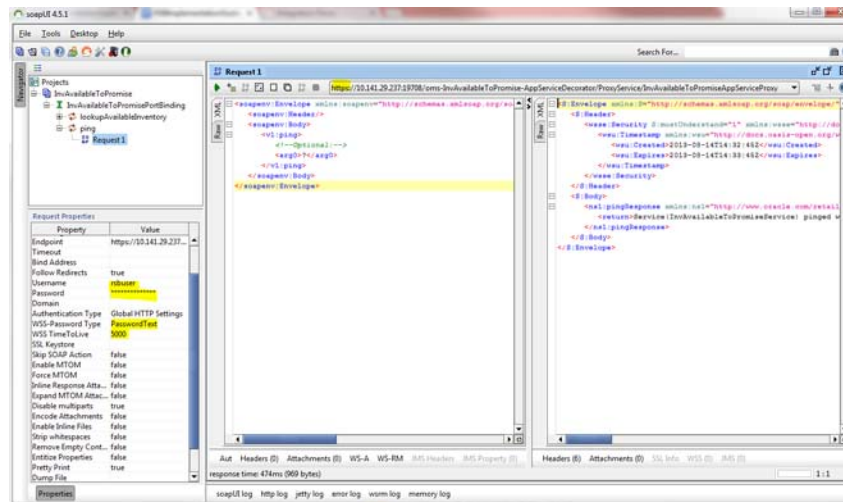 soapUI 4.5.1
File Tools Desktop Help
Search For...
Navigator
Projects
InvAvailableToPromise
InvAvailableToPromisePortBinding
lookupAvailableInventory
ping
Request 1
Request Properties
Property Value
Endpoint https://10.141.29.237...
Timeout
Bind Address
Follow Redirects true
Username rsbuser
Password **************
Domain
Authentication Type Global HTTP Settings
WSS-Password Type PasswordText
WSS TimeToLive 5000
SSL Keystore
Skip SOAP Action false
Enable MTOM false
Force MTOM false
Inline Response Atta... false
Expand MTOM Attac... false
Disable multiparts true
Encode Attachments false
Enable Inline Files false
Strip whitespaces false
Remove Empty Cont... false
Entitize Properties false
Pretty Print true
Dump File
Properties
Request 1
https://10.141.29.237:19708/oms-InvAvailableToPromise-AppServiceDecorator/ProxyService/InvAvailableToPromiseAppServiceProxy
XML
Raw
<soapenv:Envelope xmlns:soapenv="http://schemas.xmlsoap.org/so
<soapenv:Header/>
<soapenv:Body>
<v1:ping>
<!--Optional:-->
<arg0>?</arg0>
</v1:ping>
</soapenv:Body>
</soapenv:Envelope>
Aut Headers (0) Attachments (0) WS-A WS-RM JMS Headers JMS Property (0)
response time: 474ms (969 bytes)
XML
Raw
<S:Envelope xmlns:S="http://schemas.xmlsoap.org/soap/envelope/"
<S:Header>
<wsse:Security S:mustUnderstand="1" xmlns:wsse="http://doc
<wsu:Timestamp xmlns:wsu="http://docs.oasis-open.org/w
<wsu:Created>2013-08-14T14:32:45Z</wsu:Created>
<wsu:Expires>2013-08-14T14:33:45Z</wsu:Expires>
</wsu:Timestamp>
</wsse:Security>
</S:Header>
<S:Body>
<ns1:pingResponse xmlns:ns1="http://www.oracle.com/retail
<return>Service(InvAvailableToPromiseService) pinged w
</ns1:pingResponse>
</S:Body>
</S:Envelope>
Headers (6) Attachments (0) SSL Info WSS (0) JMS (0)
1:1
soapUI log http log jetty log error log wsrm log memory log